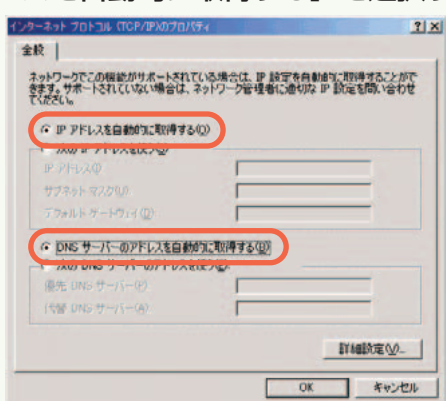 インターネット プロトコル (TCP/IP)のプロパティ
全般
ネットワークでこの機能がサポートされている場合は、IP 設定を自動的に取得することがで
きます。サポートされていない場合は、ネットワーク管理者に適切な IP 設定を問い合わせ
てください。
IP アドレスを自動的に取得する(O)
次の IP アドレスを使う(S)
IP アドレス(I)
サブネット マスク(U)
デフォルト ゲートウェイ(D)
DNS サーバーのアドレスを自動的に取得する(B)
次の DNS サーバーのアドレスを使う(E)
優先 DNS サーバー(P)
代替 DNS サーバー(A)
詳細設定(V)...
OK
キャンセル